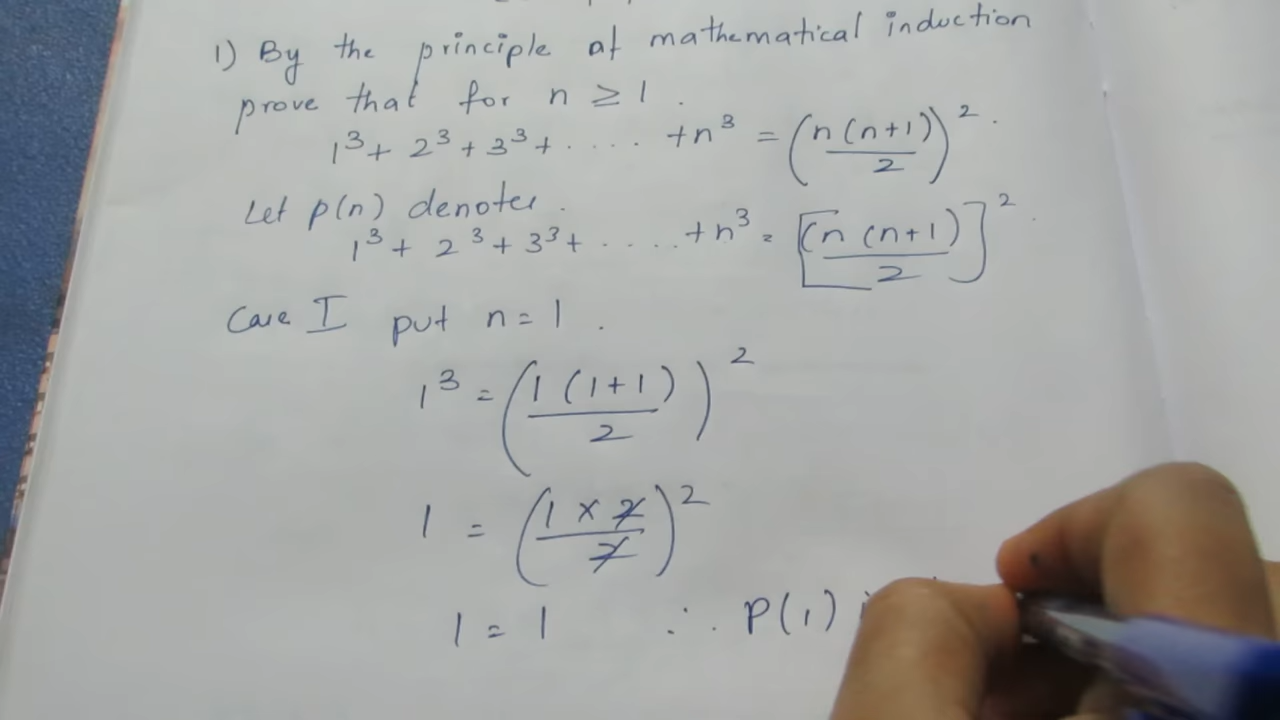 1) By the principle of mathematical induction
prove that for n ≥ 1.
1³ + 2³ + 3³ + ..... + n³ = (n(n+1)/2)².
Let p(n) denotes.
1³ + 2³ + 3³ + ..... + n³ = [(n (n+1)/2]².
Case I put n = 1.
1³ = (1(1+1)/2)²
1 = (1 × 2/2)²
1 = 1 ∴ P(1)